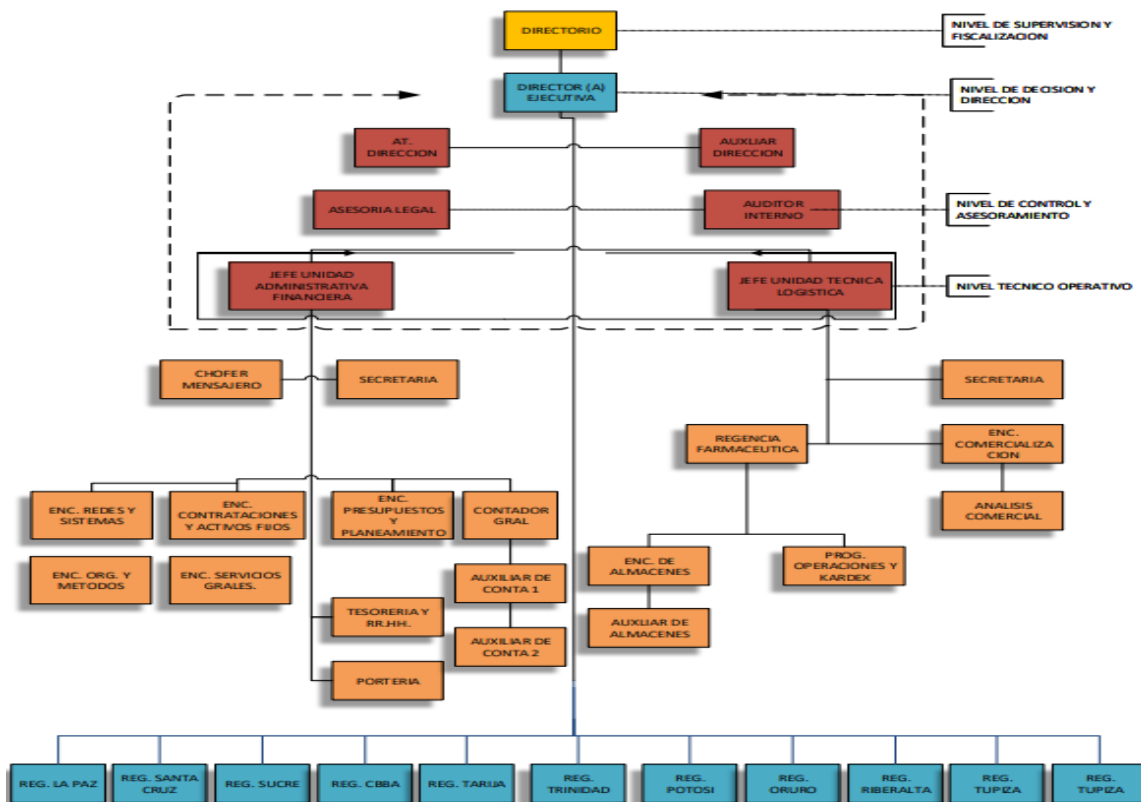 DIRECTORIO
NIVEL DE SUPERVISION Y
FISCALIZACION
DIRECTOR (A)
EJECUTIVA
NIVEL DE DECISION Y
DIRECCION
AT.
DIRECCION
AUXLIAR
DIRECCION
ASESORIA LEGAL
AUDITOR
INTERNO
NIVEL DE CONTROL Y
ASESORAMIENTO
JEFE UNIDAD
ADMINISTRATIVA
FINANCIERA
JEFE UNIDAD TECNICA
LOGISTICA
NIVEL TECNICO OPERATIVO
CHOFER
MENSAJERO
SECRETARIA
SECRETARIA
REGENCIA
FARMACEUTICA
ENC.
COMERCIALIZA
CION
ENC. REDES Y
SISTEMAS
ENC.
CONTRATACIONES
Y ACTIVOS FIJOS
ENC.
PRESUPUESTOS
Y
PLANEAMIENTO
CONTADOR
GRAL
ANALISIS
COMERCIAL
ENC. ORG. Y
METODOS
ENC. SERVICIOS
GRALES.
AUXILIAR DE
CONTA 1
ENC. DE
ALMACENES
PROG.
OPERACIONES Y
KARDEX
TESORERIA Y
RR.HH.
AUXILIAR DE
CONTA 2
AUXLIAR DE
ALMACENES
PORTERIA
REG. LA PAZ
REG. SANTA
CRUZ
REG. SUCRE
REG. CBBA
REG. TARIJA
REG.
TRINIDAD
REG.
POTOSI
REG.
ORURO
REG.
RIBERALTA
REG.
TUPIZA
REG.
TUPIZA